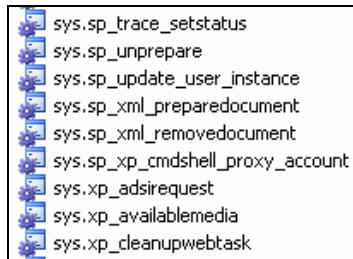 sys.sp_trace_setstatus
sys.sp_unprepare
sys.sp_update_user_instance
sys.sp_xml_preparedocument
sys.sp_xml_removedocument
sys.sp_xp_cmdshell_proxy_account
sys.xp_adsirequest
sys.xp_availablemedia
sys.xp_cleanupwebtask